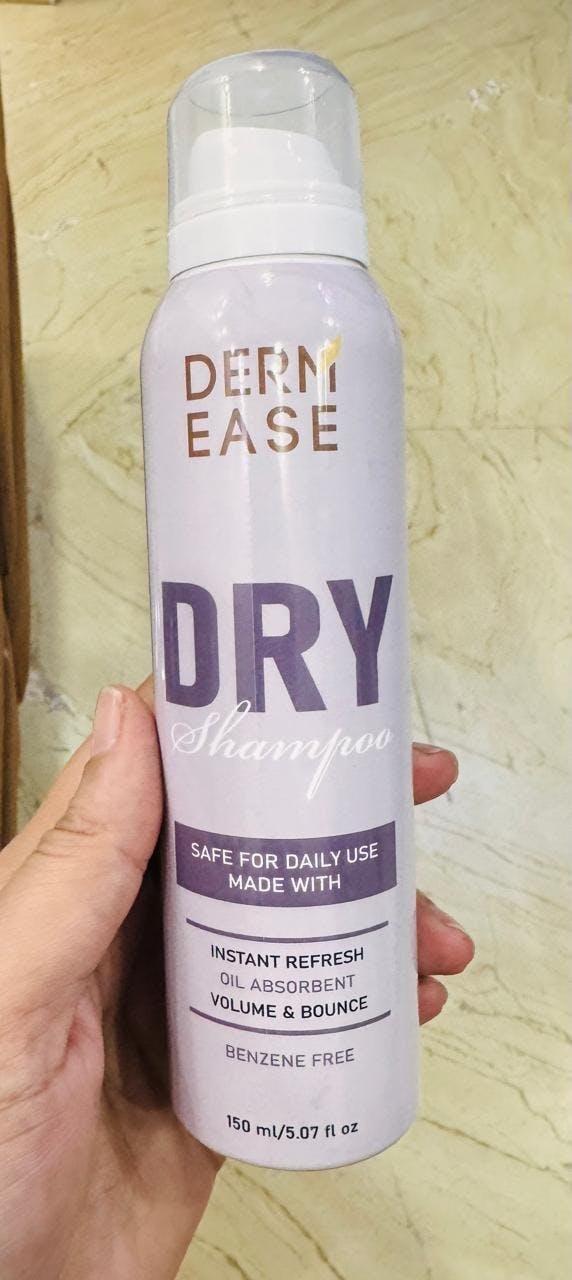 DERM
EASE
DRY
Shampoo
SAFE FOR DAILY USE
MADE WITH
INSTANT REFRESH
OIL ABSORBENT
VOLUME & BOUNCE
BENZENE FREE
150 ml/5.07 fl oz